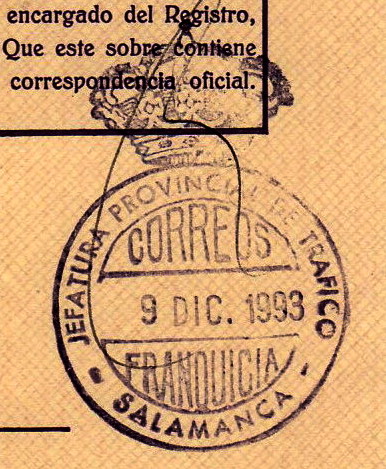 encargado del Registro,
Que este sobre contiene
correspondencia oficial.
JEFATURA PROVINCIAL DE TRAFICO
CORREOS
9 DIC. 1993
FRANQUICIA
- SALAMANCA -